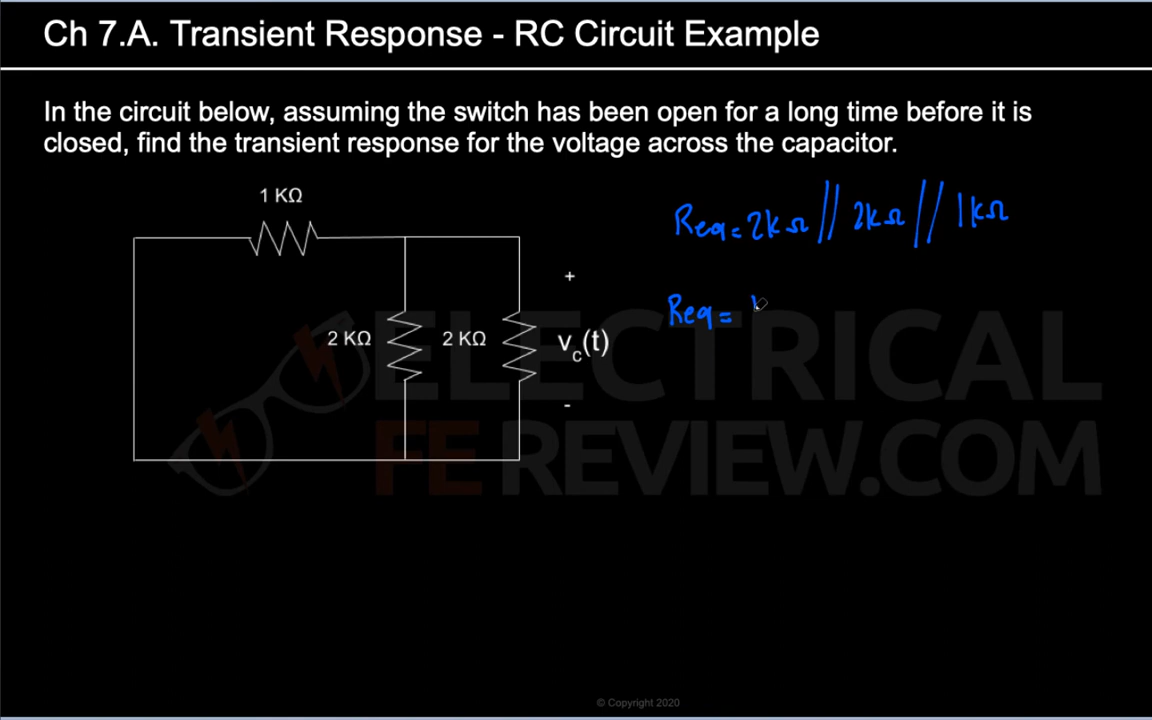 Ch 7.A. Transient Response - RC Circuit Example
In the circuit below, assuming the switch has been open for a long time before it is
closed, find the transient response for the voltage across the capacitor.
1 KΩ
Req = 2kΩ // 2kΩ // 1kΩ
+
Req =
2 KΩ
2 KΩ
vc(t)
-
ELECTRICAL
FE REVIEW.COM
© Copyright 2020